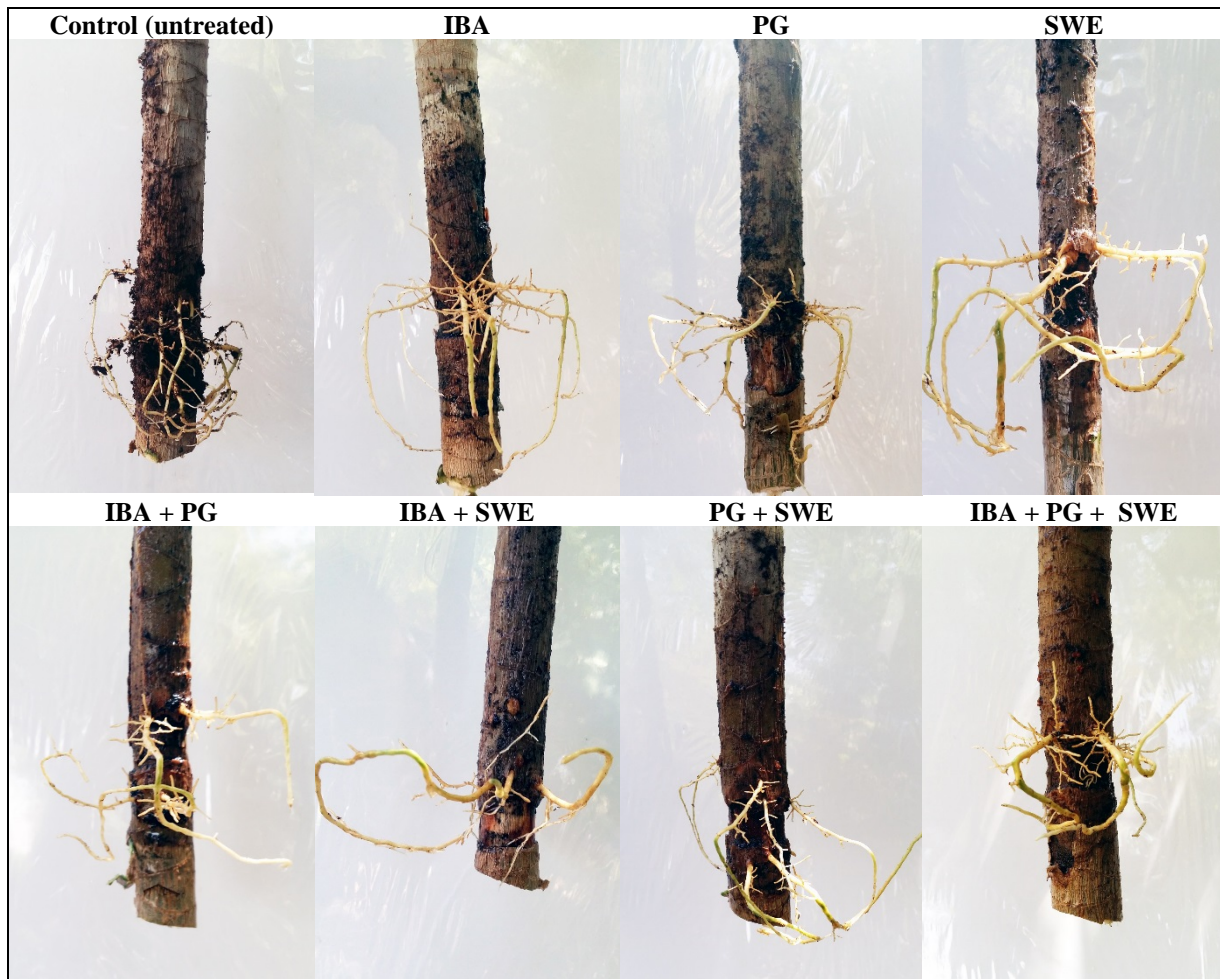 Control (untreated)
IBA
PG
SWE
IBA + PG
IBA + SWE
PG + SWE
IBA + PG + SWE